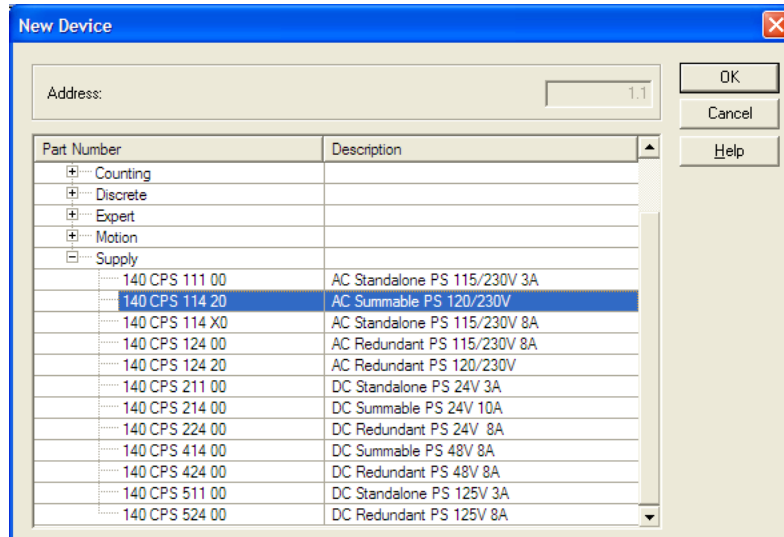 New Device
Address: 1.1
OK
Cancel
Help
Part Number Description
Counting
Discrete
Expert
Motion
Supply
140 CPS 111 00 AC Standalone PS 115/230V 3A
140 CPS 114 20 AC Summable PS 120/230V
140 CPS 114 X0 AC Standalone PS 115/230V 8A
140 CPS 124 00 AC Redundant PS 115/230V 8A
140 CPS 124 20 AC Redundant PS 120/230V
140 CPS 211 00 DC Standalone PS 24V 3A
140 CPS 214 00 DC Summable PS 24V 10A
140 CPS 224 00 DC Redundant PS 24V 8A
140 CPS 414 00 DC Summable PS 48V 8A
140 CPS 424 00 DC Redundant PS 48V 8A
140 CPS 511 00 DC Standalone PS 125V 3A
140 CPS 524 00 DC Redundant PS 125V 8A